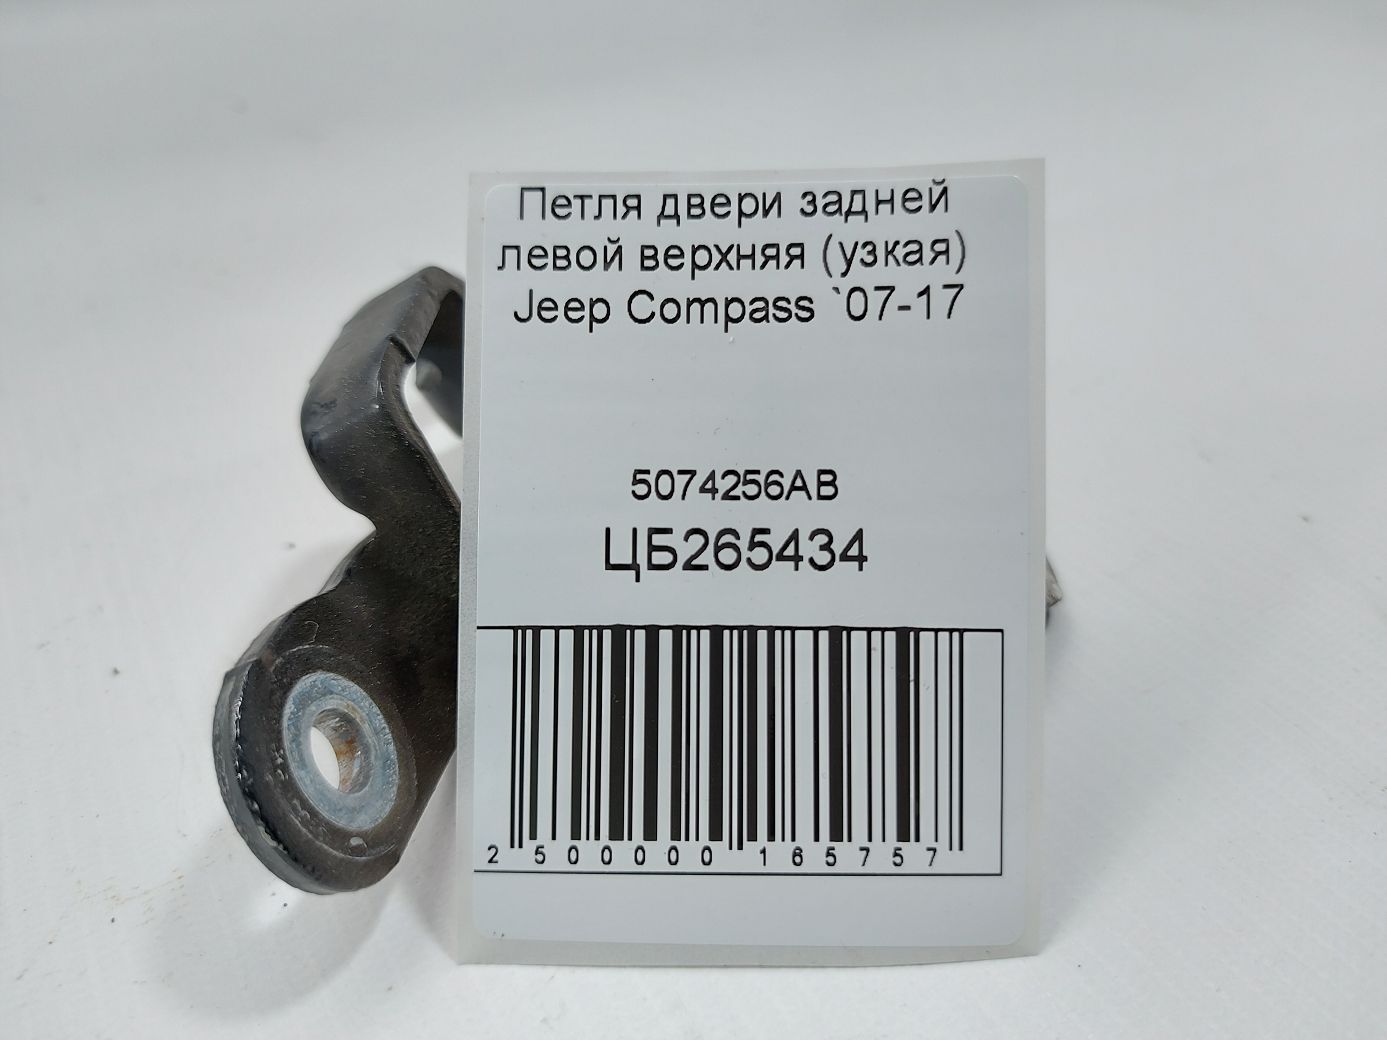 Петля двери задней
левой верхняя (узкая)
Jeep Compass `07-17
5074256AB
ЦБ265434
2 500000 165757